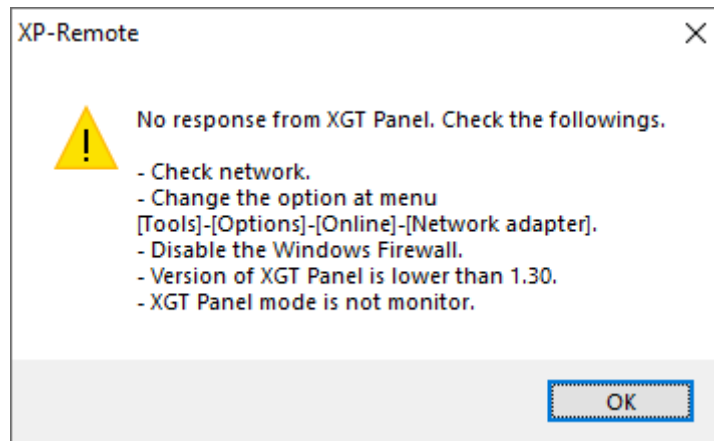 XP-Remote
No response from XGT Panel. Check the followings.
- Check network.
- Change the option at menu
[Tools]-[Options]-[Online]-[Network adapter].
- Disable the Windows Firewall.
- Version of XGT Panel is lower than 1.30.
- XGT Panel mode is not monitor.
OK